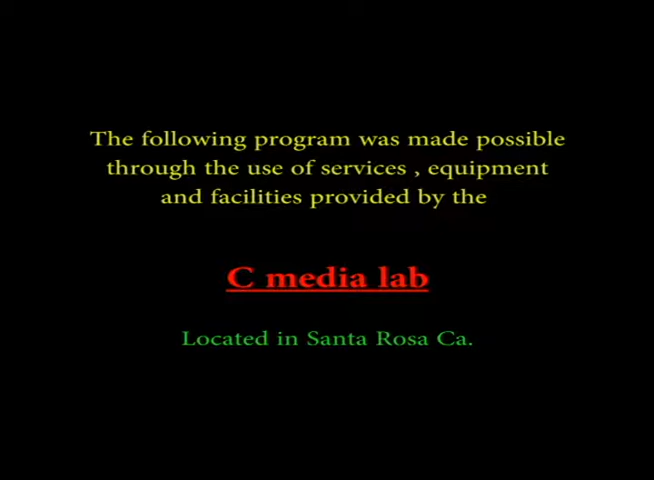 The following program was made possible
through the use of services , equipment
and facilities provided by the
C media lab
Located in Santa Rosa Ca.